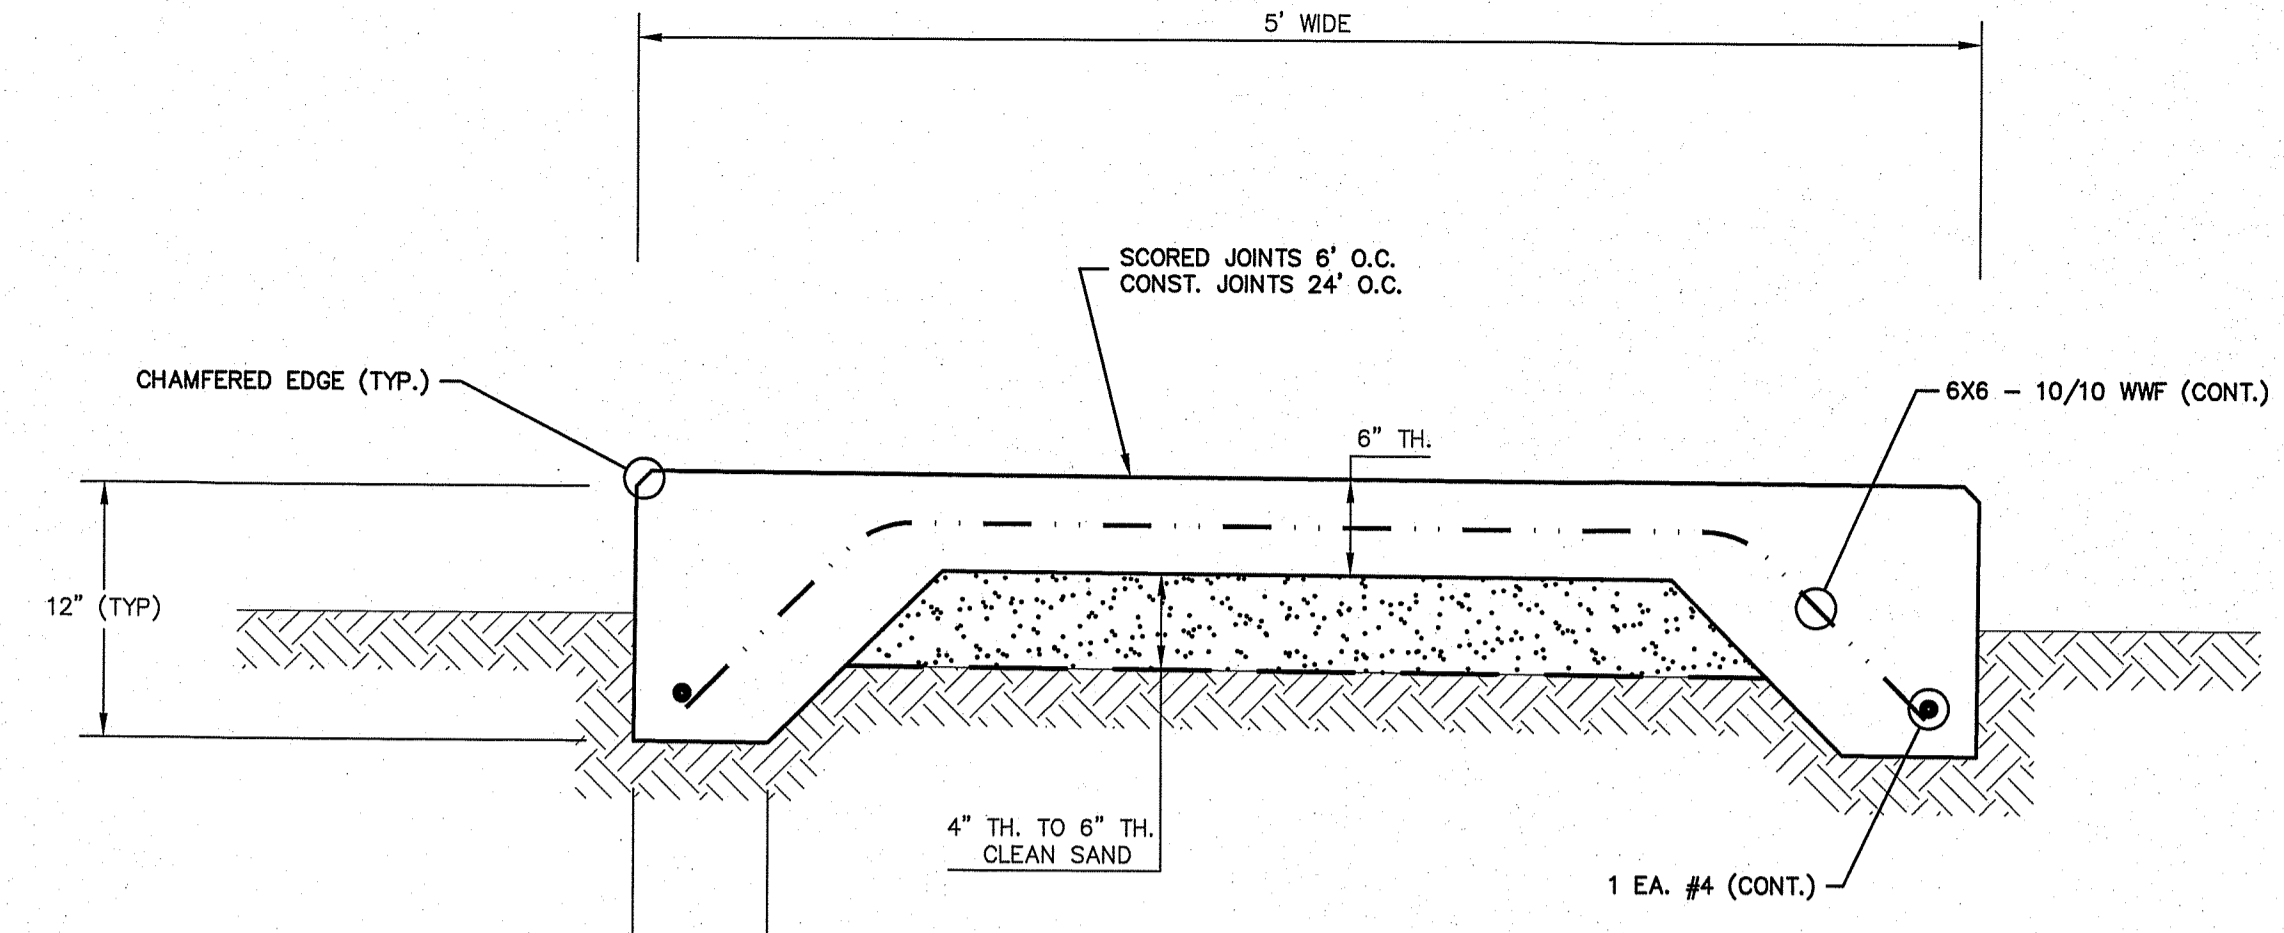 5' WIDE
SCORED JOINTS 6' O.C.
CONST. JOINTS 24' O.C.
CHAMFERED EDGE (TYP.)
6X6 – 10/10 WWF (CONT.)
6" TH.
12" (TYP)
4" TH. TO 6" TH.
CLEAN SAND
1 EA. #4 (CONT.)